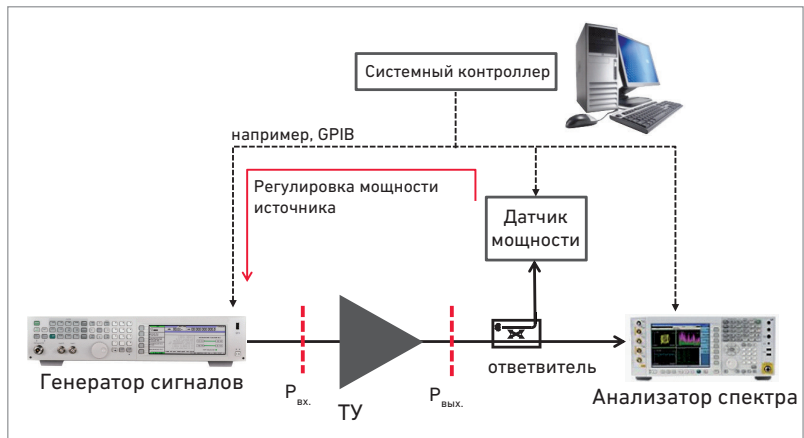 Системный контроллер
например, GPIB
Регулировка мощности
источника
Датчик
мощности
Генератор сигналов
Pвх.
ТУ
Pвых.
ответвитель
Анализатор спектра